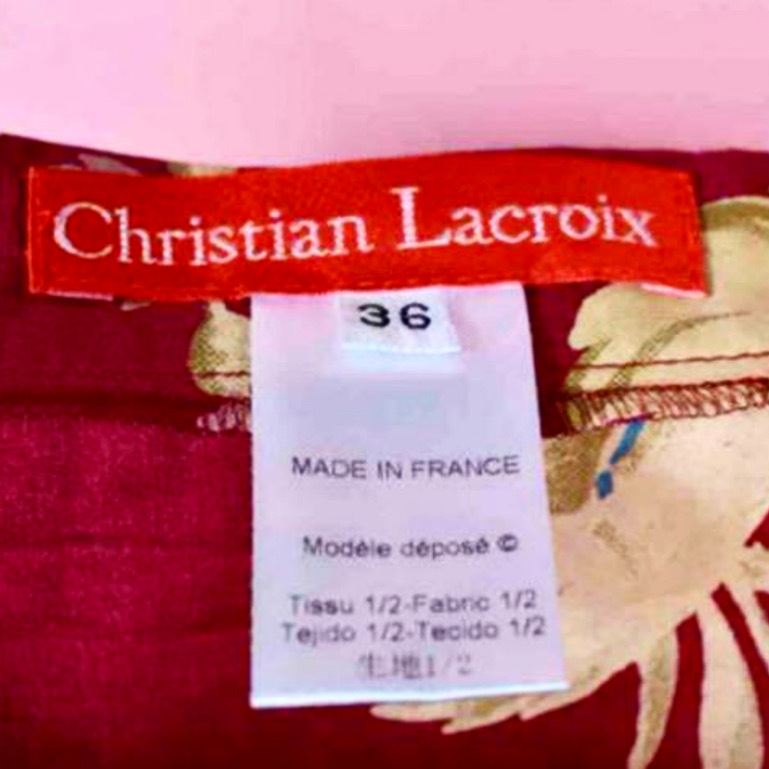 Christian Lacroix
36
MADE IN FRANCE
Modèle déposé ©
Tissu 1/2-Fabric 1/2
Tejido 1/2-Tecido 1/2
生地1/2